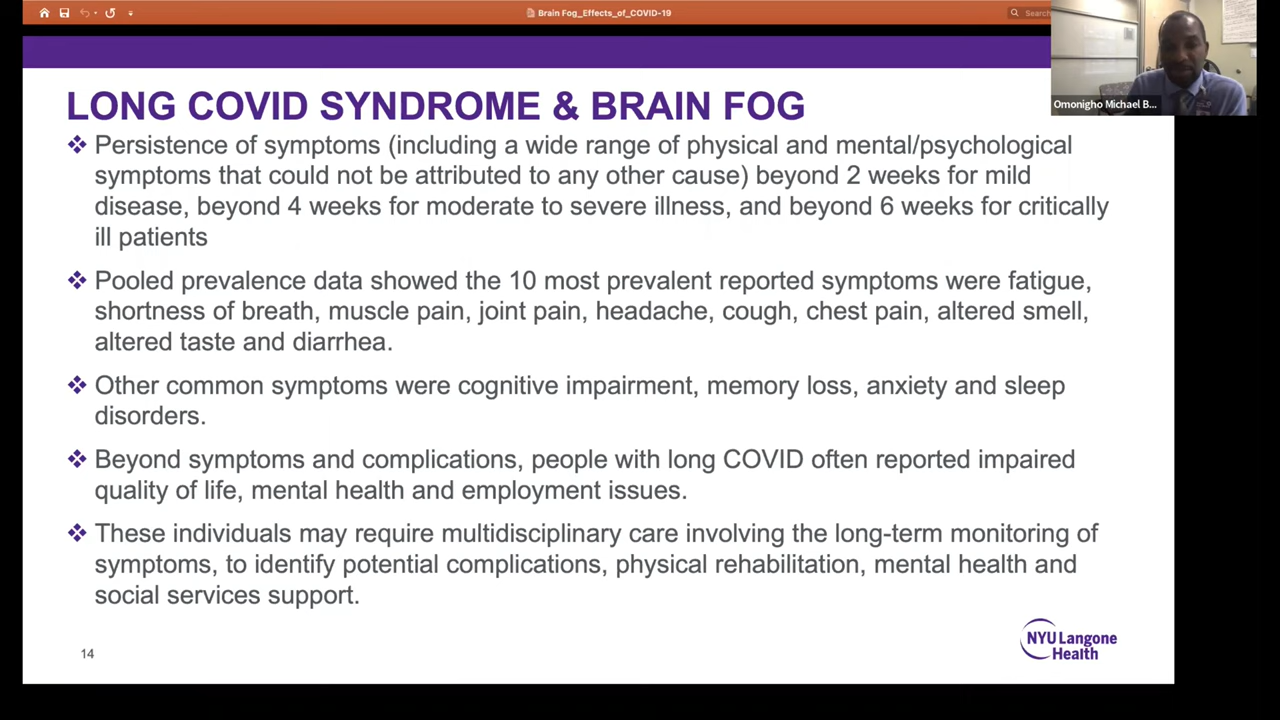 Brain Fog_Effects_of_COVID-19
Search
Omonigho Michael B...
LONG COVID SYNDROME & BRAIN FOG
❖ Persistence of symptoms (including a wide range of physical and mental/psychological
symptoms that could not be attributed to any other cause) beyond 2 weeks for mild
disease, beyond 4 weeks for moderate to severe illness, and beyond 6 weeks for critically
ill patients
❖ Pooled prevalence data showed the 10 most prevalent reported symptoms were fatigue,
shortness of breath, muscle pain, joint pain, headache, cough, chest pain, altered smell,
altered taste and diarrhea.
❖ Other common symptoms were cognitive impairment, memory loss, anxiety and sleep
disorders.
❖ Beyond symptoms and complications, people with long COVID often reported impaired
quality of life, mental health and employment issues.
❖ These individuals may require multidisciplinary care involving the long-term monitoring of
symptoms, to identify potential complications, physical rehabilitation, mental health and
social services support.
14
NYU Langone
Health